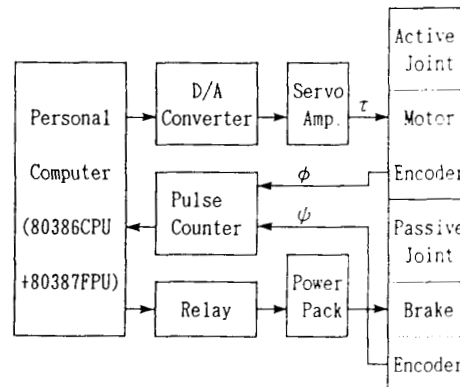 Personal
Computer
(80386CPU
+80387FPU)
D/A
Converter
Servo
Amp.
τ
Pulse
Counter
φ
ψ
Relay
Power
Pack
Active
Joint
Motor
Encoder
Passive
Joint
Brake
Encoder